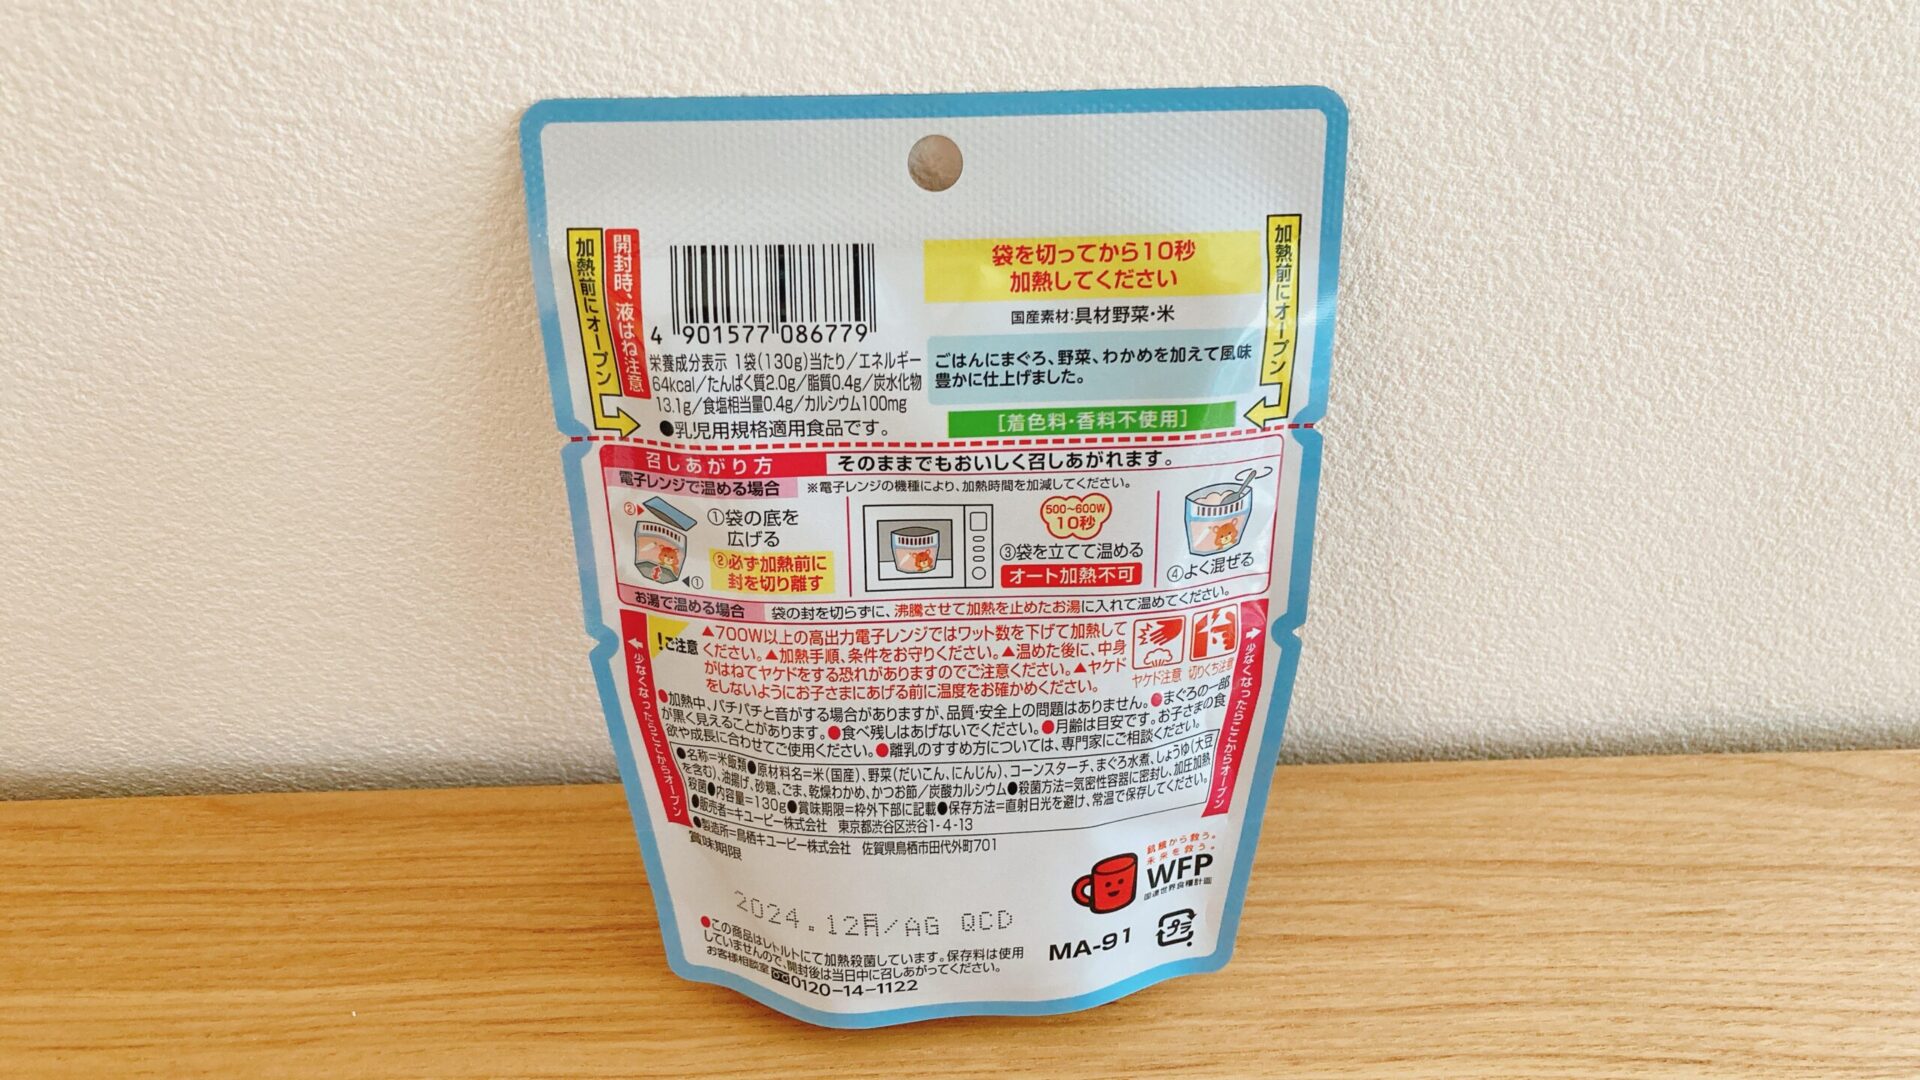 加熱前にオープン
開封時、液はね注意
4 901577 086779
袋を切ってから10秒
加熱してください
国産素材:具材野菜・米
ごはんにまぐろ、野菜、わかめを加えて風味
豊かに仕上げました。
[着色料・香料不使用]
加熱前にオープン
栄養成分表示 1袋(130g)当たり/エネルギー
64kcal/たんぱく質2.0g/脂質0.4g/炭水化物
13.1g/食塩相当量0.4g/カルシウム100mg
●乳児用規格適用食品です。
召しあがり方
そのままでもおいしく召しあがれます。
電子レンジで温める場合
※電子レンジの機種により、加熱時間を加減してください。
②
①
①袋の底を
広げる
②必ず加熱前に
封を切り離す
500〜600W
10秒
③袋を立てて温める
オート加熱不可
④よく混ぜる
お湯で温める場合
袋の封を切らずに、沸騰させて加熱を止めたお湯に入れて温めてください。
少なくなったらここからオープン
!ご注意
▲700W以上の高出力電子レンジではワット数を下げて加熱して
ください。▲加熱手順、条件をお守りください。▲温めた後に、中身
がはねてヤケドをする恐れがありますのでご注意ください。▲ヤケド
をしないようにお子さまにあげる前に温度をお確かめください。
ヤケド注意
切りくち注意
少なくなったらここからオープン
●加熱中、パチパチと音がする場合がありますが、品質・安全上の問題はありません。●まぐろの一部
が黒く見えることがあります。●食べ残しはあげないでください。●月齢は目安です。お子さまの食
欲や成長に合わせてご使用ください。●離乳のすすめ方については、専門家にご相談ください。
●名称=米飯類●原材料名=米(国産)、野菜(だいこん、にんじん)、コーンスターチ、まぐろ水煮、しょうゆ(大豆
を含む)、油揚げ、砂糖、ごま、乾燥わかめ、かつお節/炭酸カルシウム●殺菌方法=気密性容器に密封し、加圧加熱
殺菌●内容量=130g●賞味期限=枠外下部に記載●保存方法=直射日光を避け、常温で保存してください。
●販売者=キユーピー株式会社 東京都渋谷区渋谷1-4-13
●製造所=鳥栖キユーピー株式会社 佐賀県鳥栖市田代外町701
賞味期限
2024.12月/AG QCD
飢餓から救う。
未来を救う。
WFP
国連世界食糧計画
MA-91
プラ
●この商品はレトルトにて加熱殺菌しています。保存料は使用
していませんので、開封後は当日中に召しあがってください。
お客様相談室 0120-14-1122